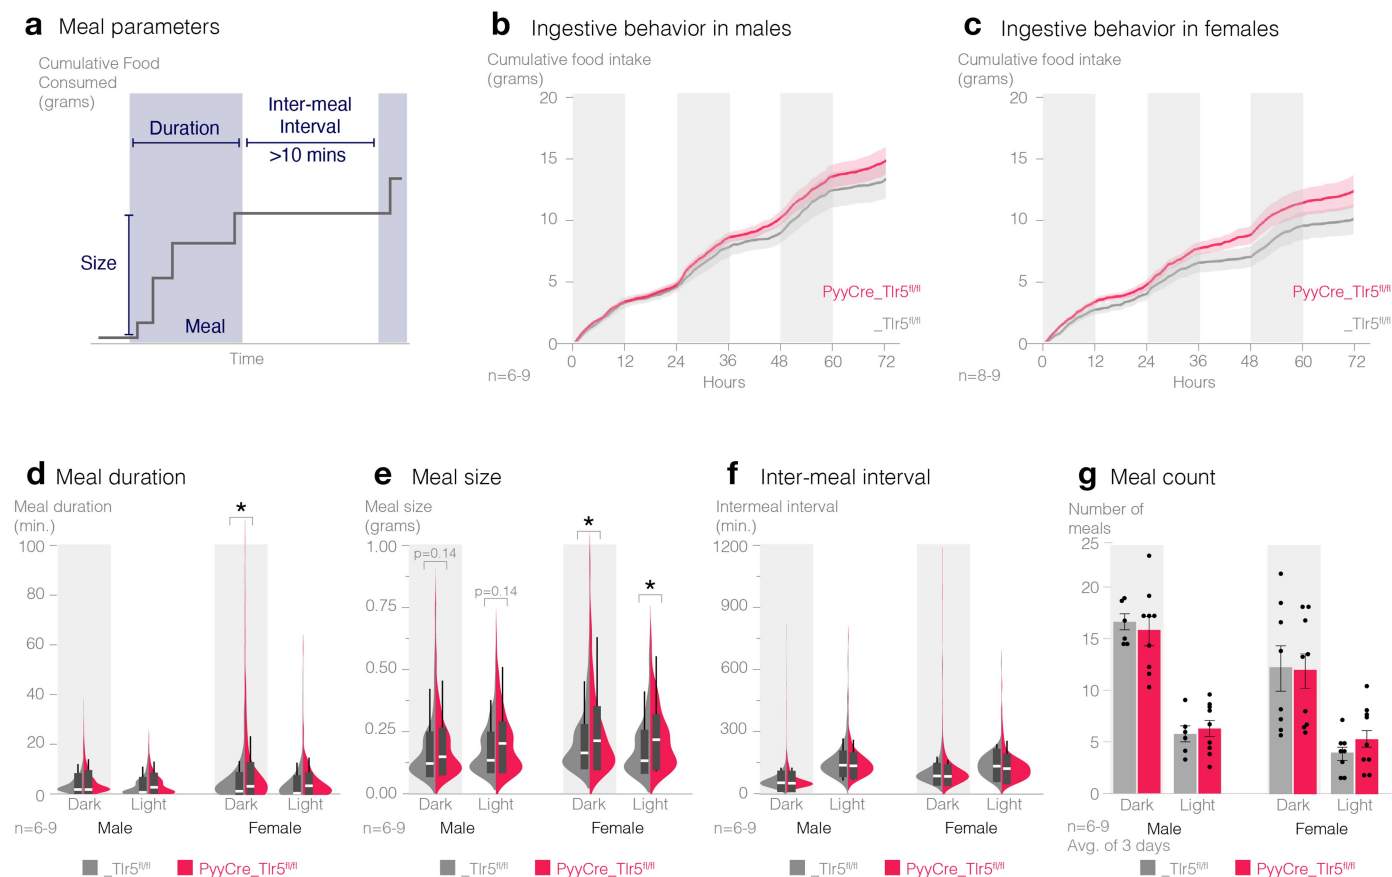 a Meal parameters
Cumulative Food
Consumed
(grams)
Duration
Inter-meal
Interval
>10 mins
Size
Meal
Time
b Ingestive behavior in males
Cumulative food intake
(grams)
20
15
10
5
0
0 12 24 36 48 60 72
Hours
PyyCre_Tlr5fl/fl
_Tlr5fl/fl
n=6-9
c Ingestive behavior in females
Cumulative food intake
(grams)
20
15
10
5
0
0 12 24 36 48 60 72
Hours
PyyCre_Tlr5fl/fl
_Tlr5fl/fl
n=8-9
d Meal duration
Meal duration
(min.)
100
80
60
40
20
0
*
Dark Light Dark Light
n=6-9 Male Female
_Tlr5fl/fl PyyCre_Tlr5fl/fl
e Meal size
Meal size
(grams)
1.00
0.75
0.50
0.25
0.00
p=0.14
p=0.14
*
*
Dark Light Dark Light
n=6-9 Male Female
_Tlr5fl/fl PyyCre_Tlr5fl/fl
f Inter-meal interval
Intermeal interval
(min.)
1200
900
600
300
0
Dark Light Dark Light
n=6-9 Male Female
_Tlr5fl/fl PyyCre_Tlr5fl/fl
g Meal count
Number of
meals
25
20
15
10
5
0
Dark Light Dark Light
n=6-9 Male Female
Avg. of 3 days
_Tlr5fl/fl PyyCre_Tlr5fl/fl